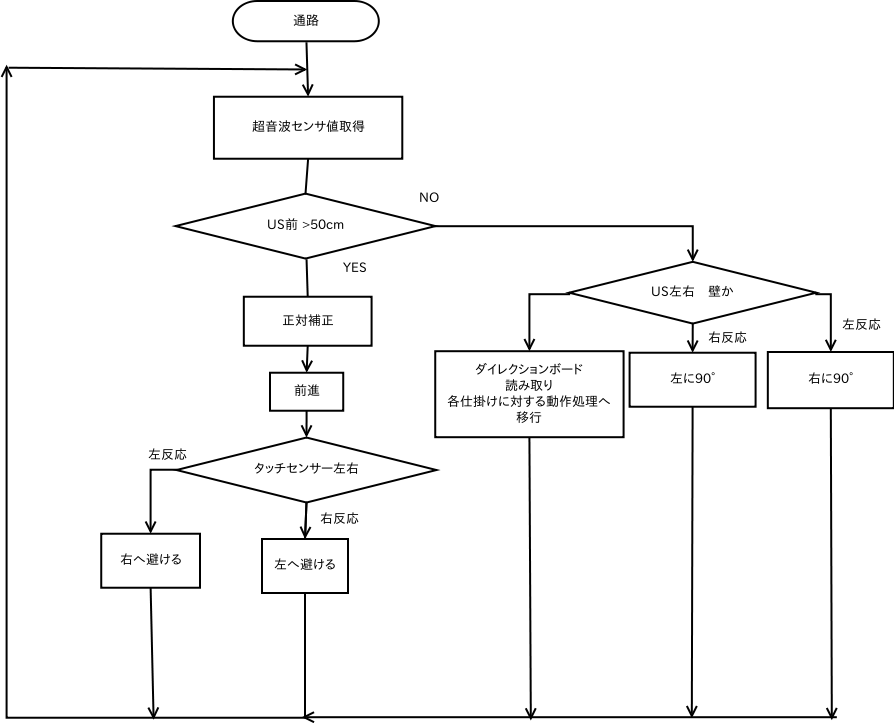 通路
超音波センサ値取得
NO
US前 >50cm
YES
US左右　壁か
正対補正
右反応
左反応
前進
ダイレクションボード
読み取り
各仕掛けに対する動作処理へ
移行
左に90°
右に90°
左反応
タッチセンサー左右
右反応
右へ避ける
左へ避ける